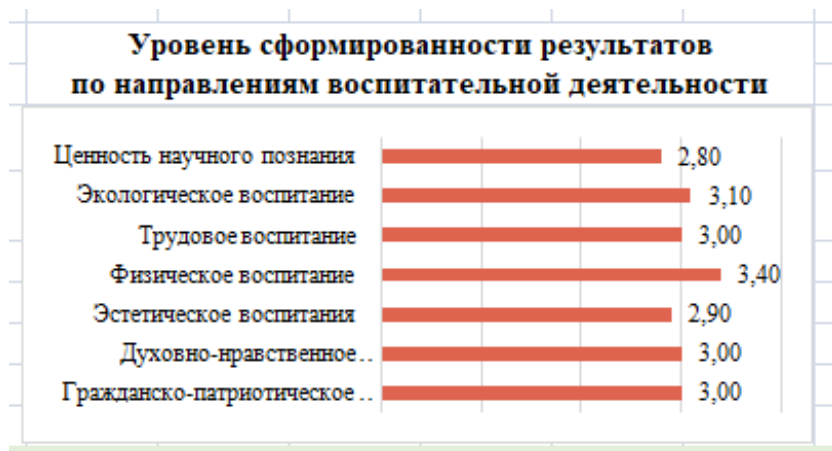 Уровень сформированности результатов
по направлениям воспитательной деятельности
Ценность научного познания 2,80
Экологическое воспитание 3,10
Трудовое воспитание 3,00
Физическое воспитание 3,40
Эстетическое воспитания 2,90
Духовно-нравственное.. 3,00
Гражданско-патриотическое .. 3,00